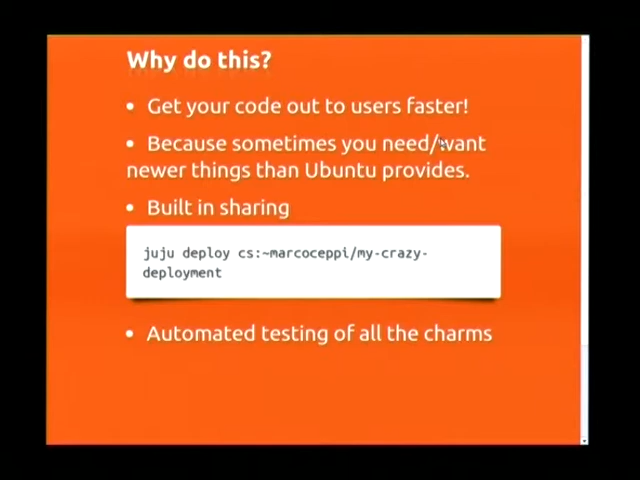 Why do this?
• Get your code out to users faster!
• Because sometimes you need/want
newer things than Ubuntu provides.
• Built in sharing
juju deploy cs:~marcoceppi/my-crazy-
deployment
• Automated testing of all the charms